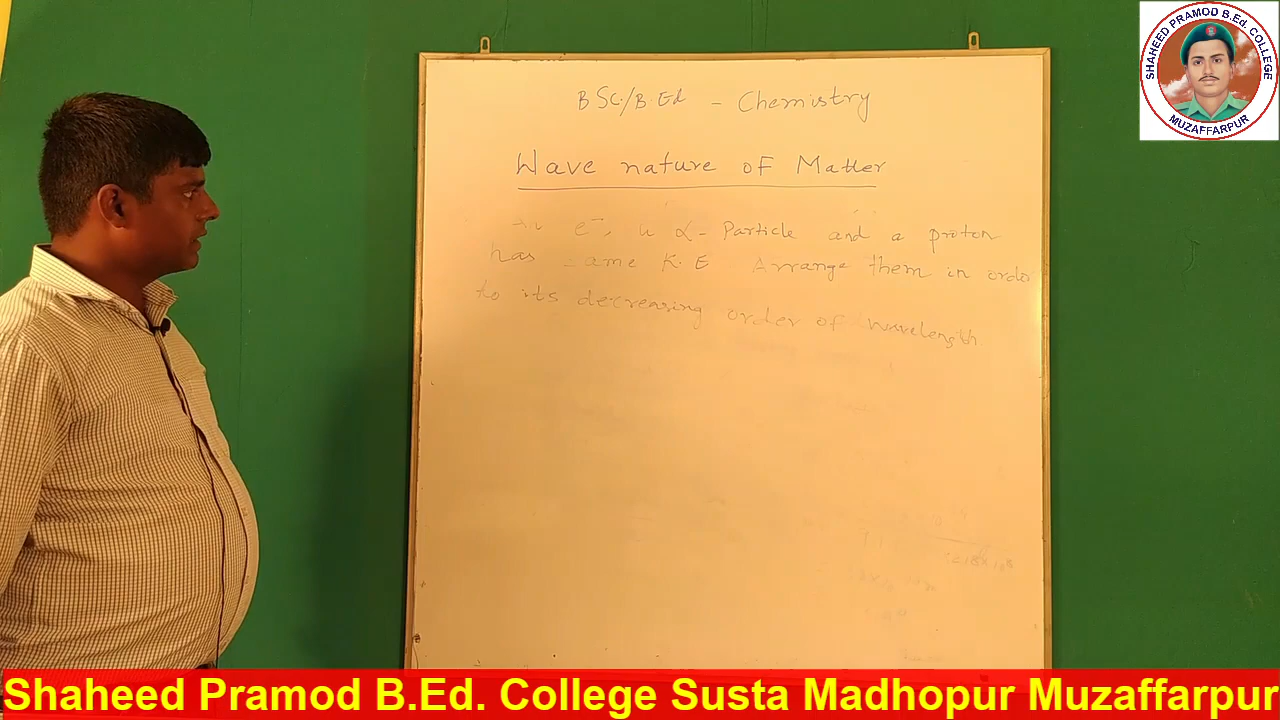 SHAHEED PRAMOD B.Ed. COLLEGE
MUZAFFARPUR
BSC./B.Ed - Chemistry
Wave nature of Matter
e⁻, α - Particle and a proton
has same K.E Arrange them in order
to its decreasing order of wavelength
Shaheed Pramod B.Ed. College Susta Madhopur Muzaffarpur